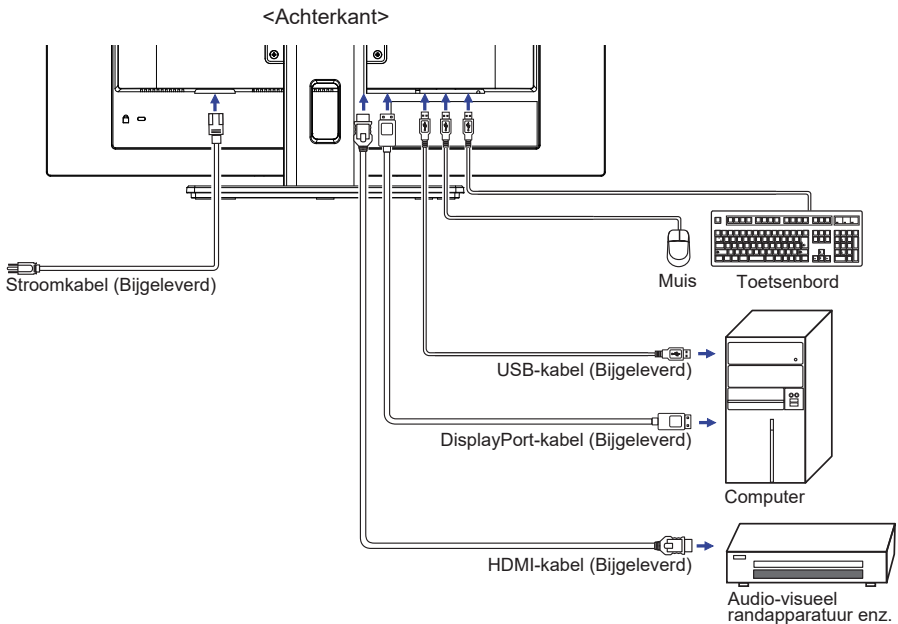 <Achterkant>
Stroomkabel (Bijgeleverd)
Muis
Toetsenbord
USB-kabel (Bijgeleverd)
DisplayPort-kabel (Bijgeleverd)
Computer
HDMI-kabel (Bijgeleverd)
Audio-visueel
randapparatuur enz.